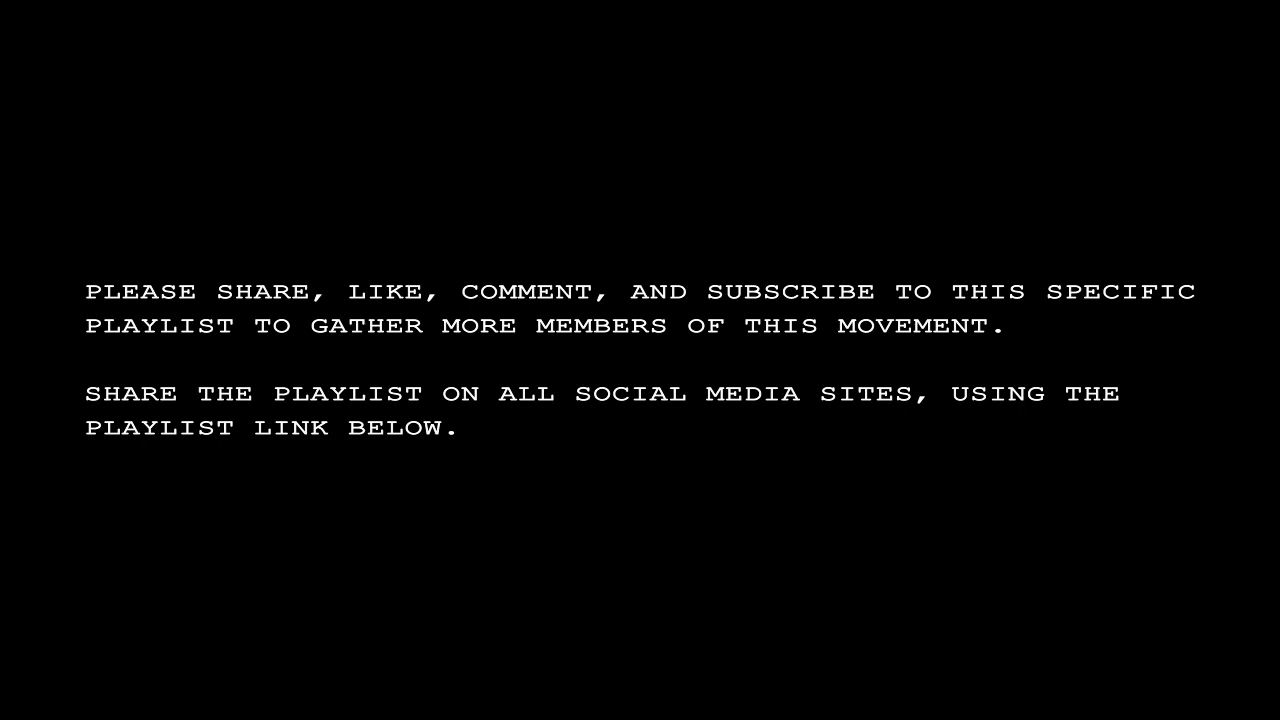 PLEASE SHARE, LIKE, COMMENT, AND SUBSCRIBE TO THIS SPECIFIC
PLAYLIST TO GATHER MORE MEMBERS OF THIS MOVEMENT.
SHARE THE PLAYLIST ON ALL SOCIAL MEDIA SITES, USING THE
PLAYLIST LINK BELOW.